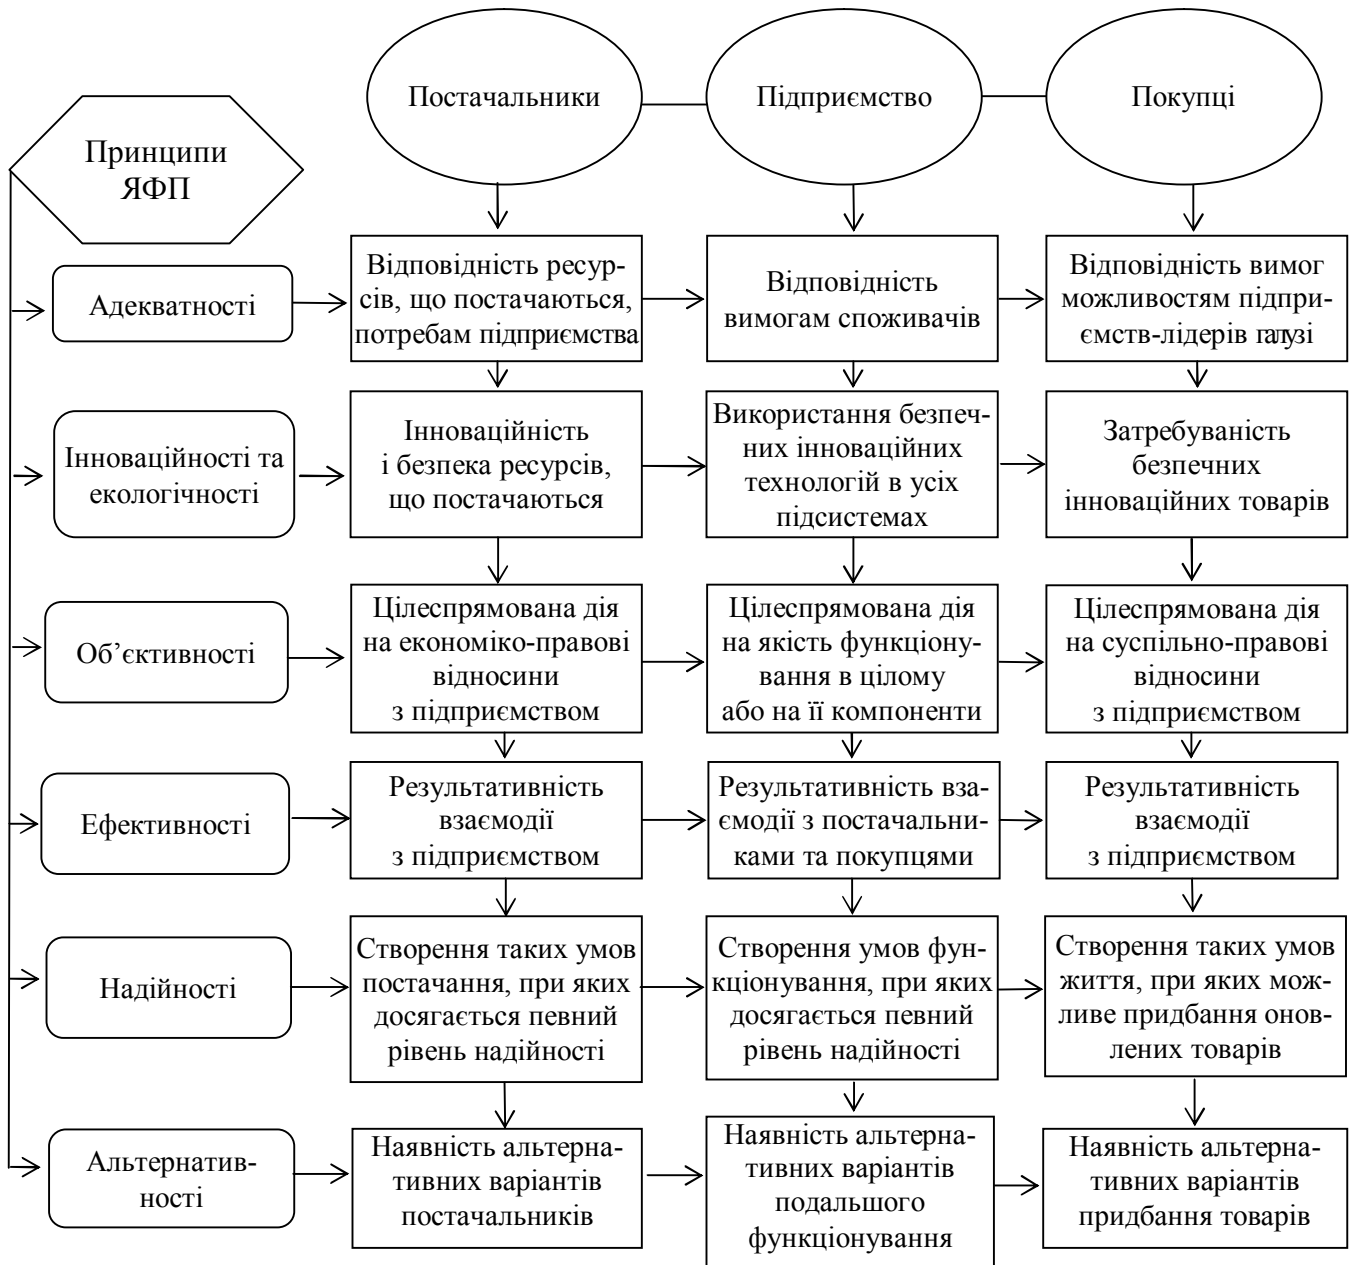 Постачальники
Підприємство
Покупці
Принципи
ЯФП
Адекватності
Відповідність ресур-
сів, що постачаються,
потребам підприємства
Відповідність
вимогам споживачів
Відповідність вимог
можливостям підпри-
ємств-лідерів галузі
Інноваційності та
екологічності
Інноваційність
і безпека ресурсів,
що постачаються
Використання безпеч-
них інноваційних
технологій в усіх
підсистемах
Затребуваність
безпечних
інноваційних товарів
Об’єктивності
Цілеспрямована дія
на економіко-правові
відносини
з підприємством
Цілеспрямована дія
на якість функціону-
вання в цілому
або на її компоненти
Цілеспрямована дія
на суспільно-правові
відносини
з підприємством
Ефективності
Результативність
взаємодії
з підприємством
Результативність вза-
ємодії з постачальни-
ками та покупцями
Результативність
взаємодії
з підприємством
Надійності
Створення таких умов
постачання, при яких
досягається певний
рівень надійності
Створення умов фун-
кціонування, при яких
досягається певний
рівень надійності
Створення таких умов
життя, при яких мож-
ливе придбання онов-
лених товарів
Альтернатив-
ності
Наявність альтерна-
тивних варіантів
постачальників
Наявність альтерна-
тивних варіантів
подальшого
функціонування
Наявність альтерна-
тивних варіантів
придбання товарів